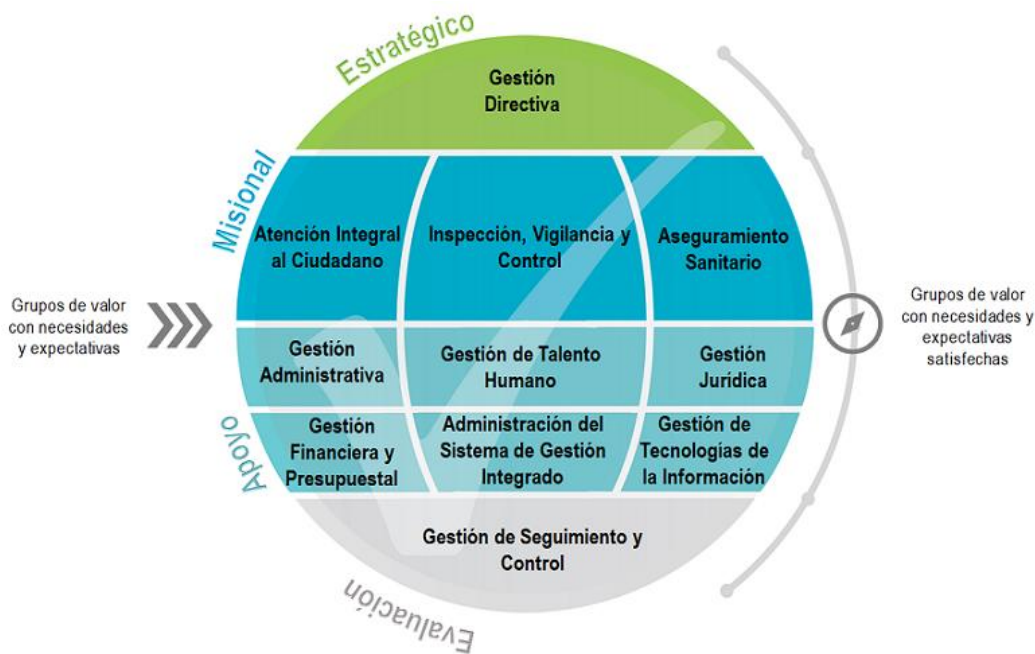 Estratégico
Gestión
Directiva
Misional
Atención Integral
al Ciudadano
Inspección, Vigilancia y
Control
Aseguramiento
Sanitario
Grupos de valor
con necesidades
y expectativas
Grupos de valor
con necesidades y
expectativas
satisfechas
Apoyo
Gestión
Administrativa
Gestión de Talento
Humano
Gestión
Jurídica
Gestión
Financiera y
Presupuestal
Administración del
Sistema de Gestión
Integrado
Gestión de
Tecnologías de
la Información
Gestión de Seguimiento y
Control
Evaluación